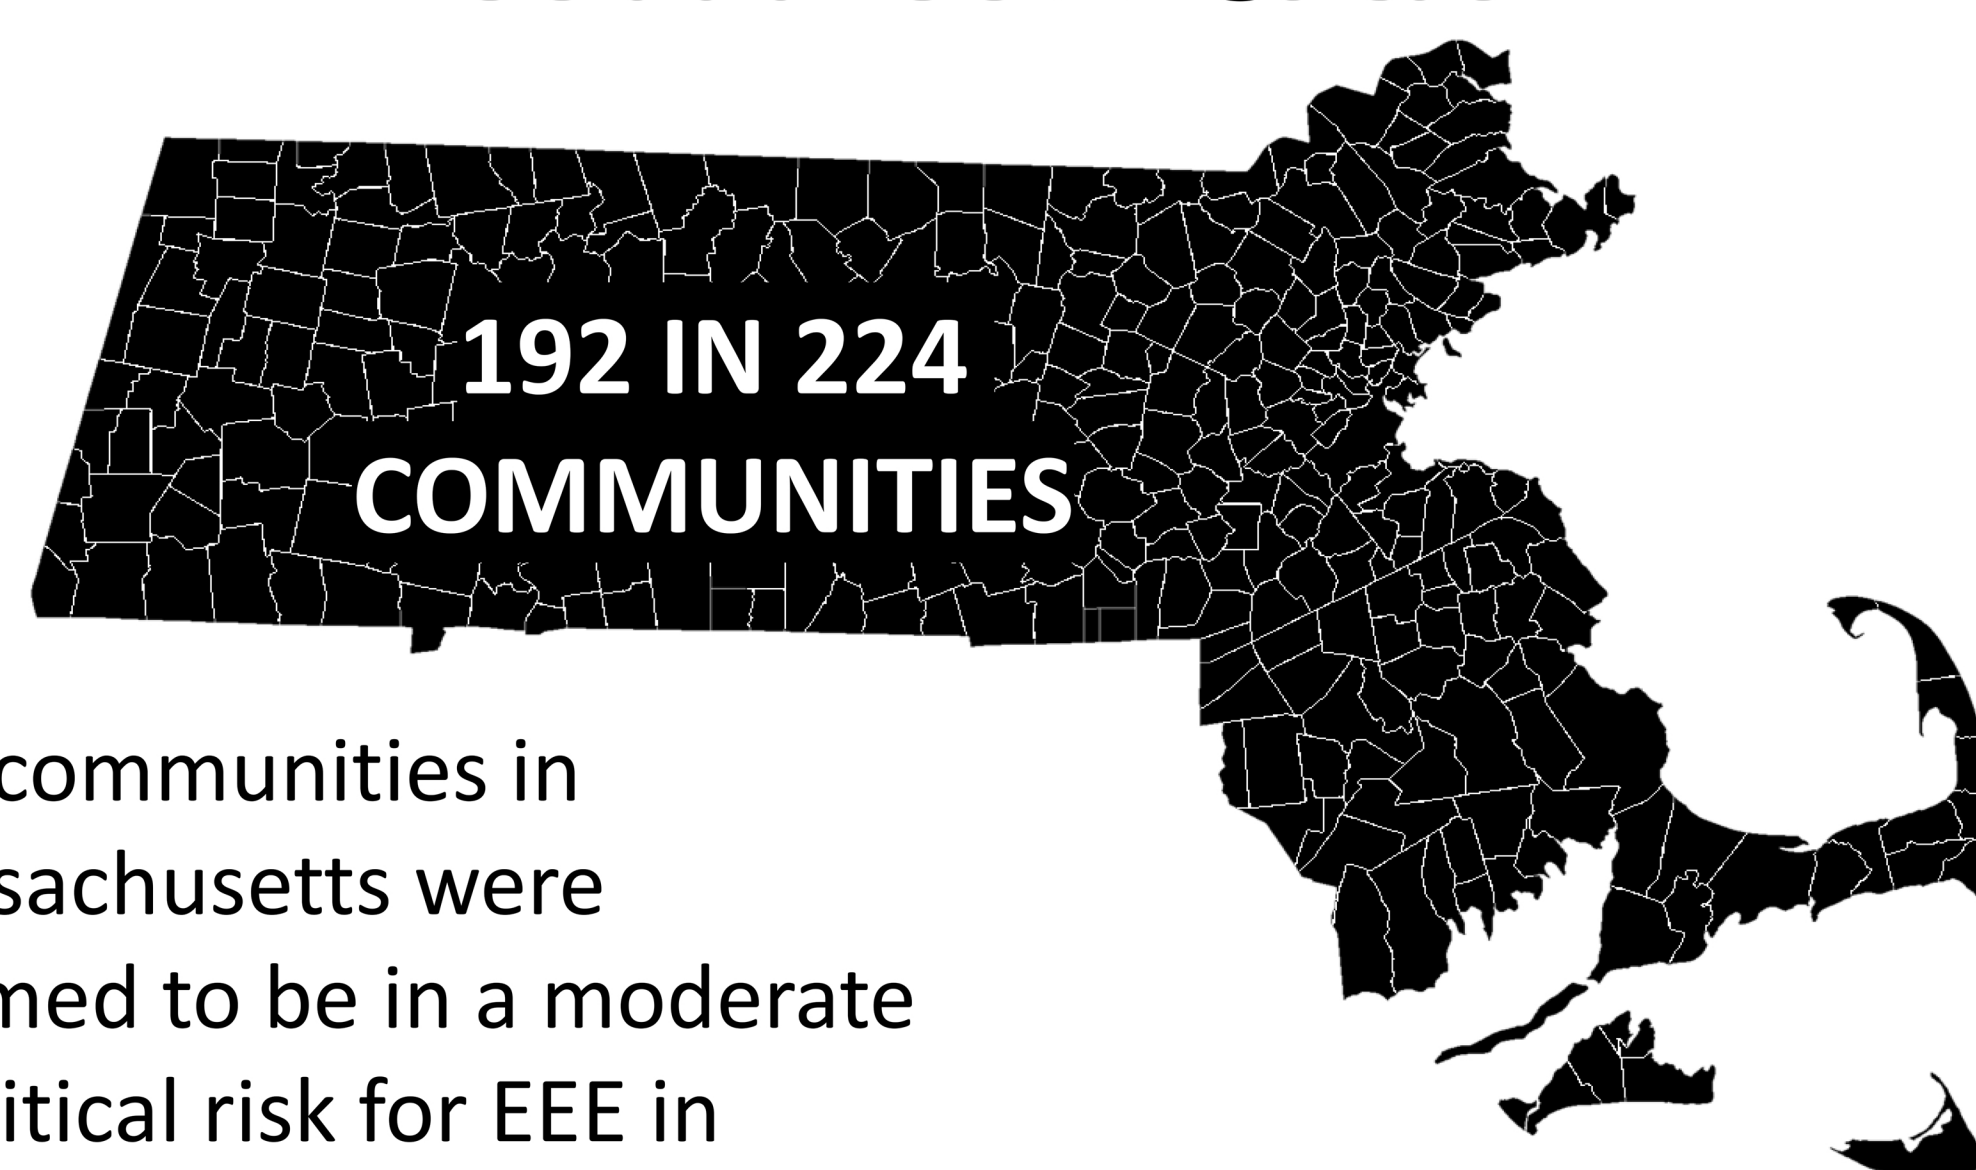 192 IN 224
COMMUNITIES
communities in
sachusetts were
med to be in a moderate
itical risk for EEE in